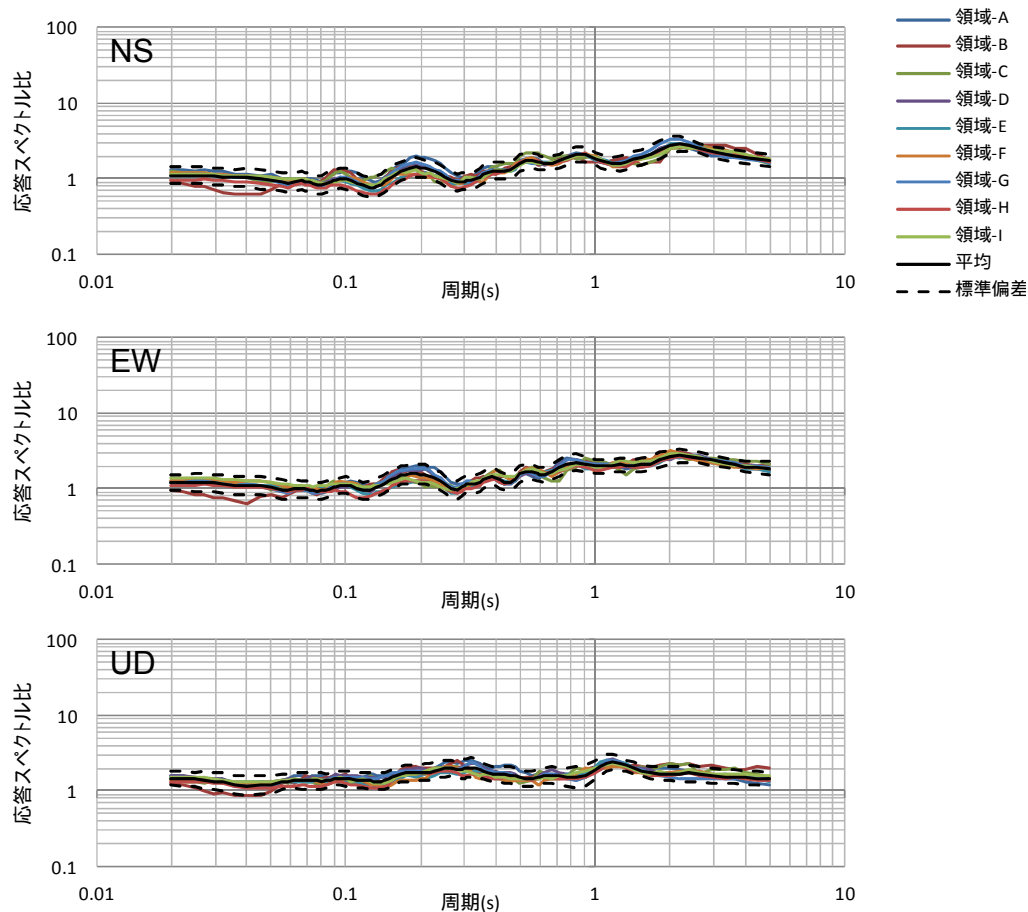 NS
応答スペクトル比
100
10
1
0.1
0.01
0.1
1
10
周期(s)
領域-A
領域-B
領域-C
領域-D
領域-E
領域-F
領域-G
領域-H
領域-I
平均
標準偏差
EW
応答スペクトル比
100
10
1
0.1
0.01
0.1
1
10
周期(s)
UD
応答スペクトル比
100
10
1
0.1
0.01
0.1
1
10
周期(s)